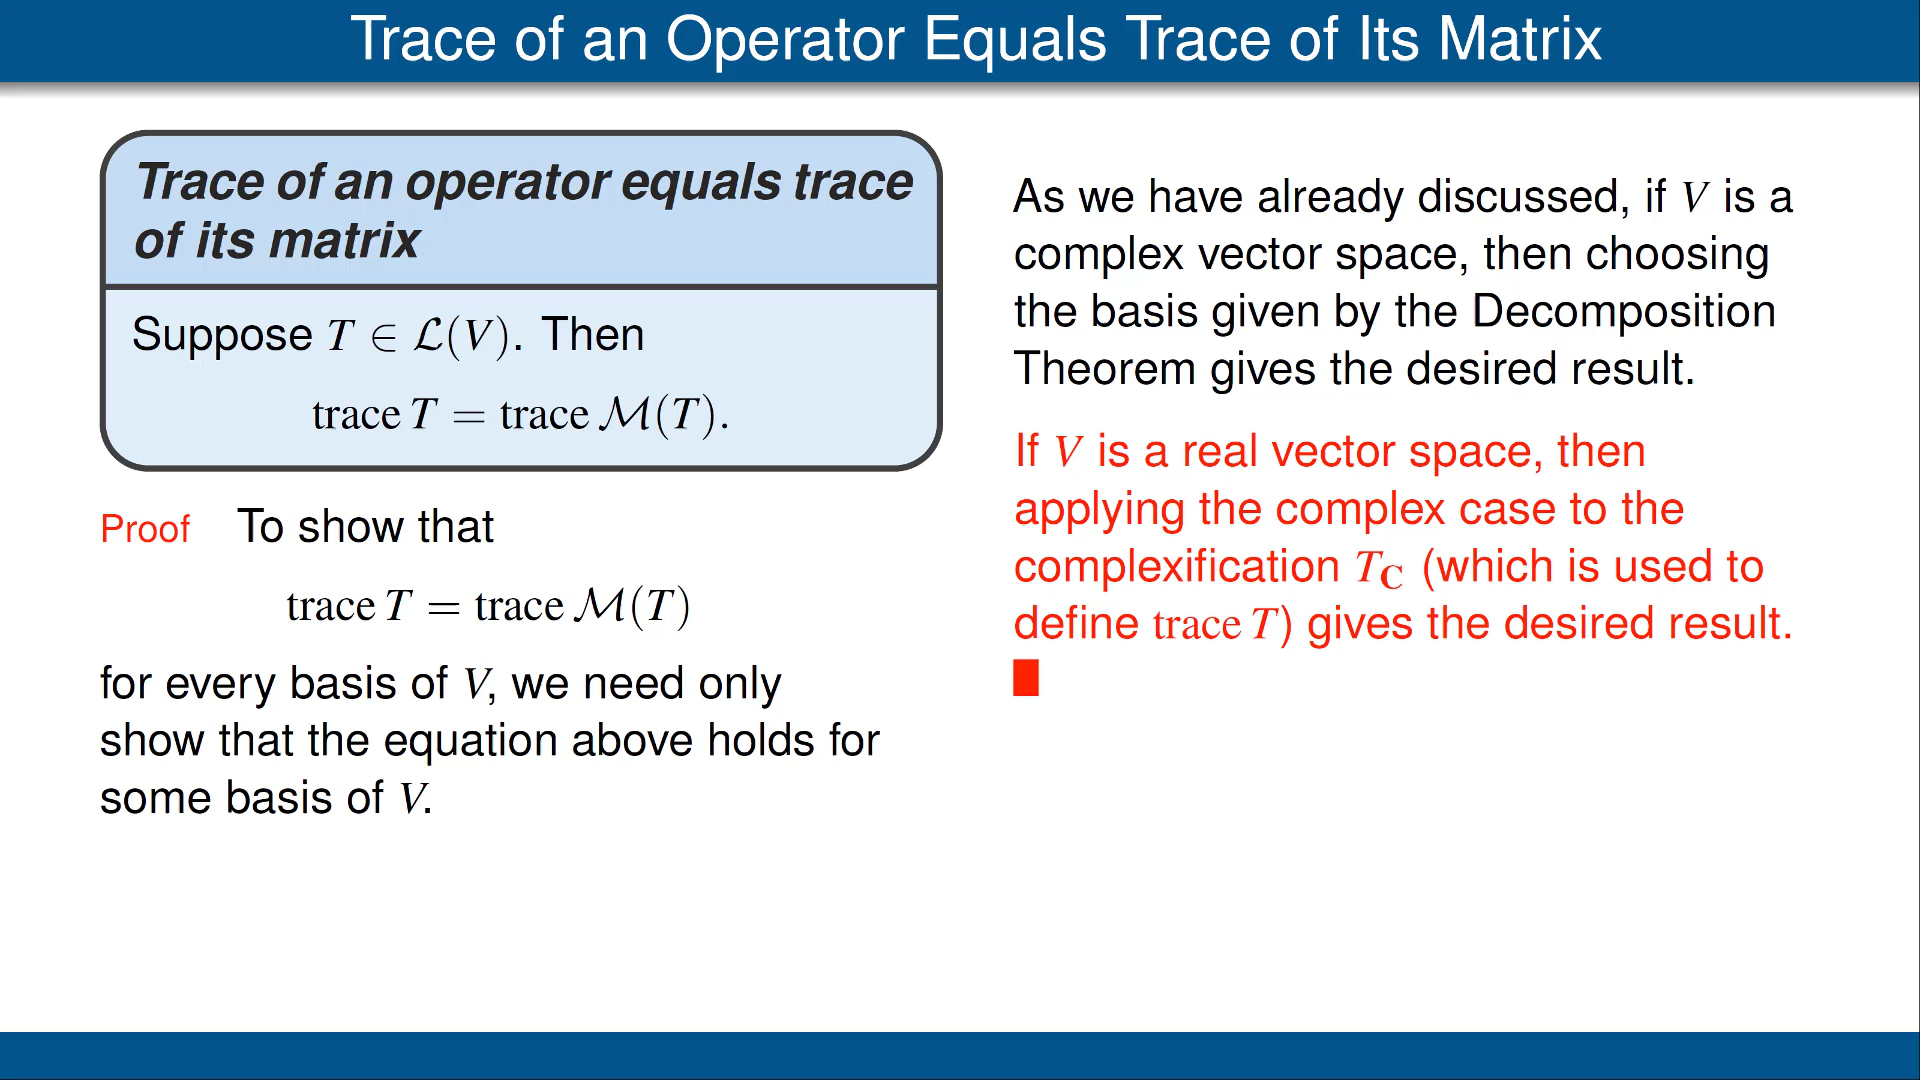 Trace of an Operator Equals Trace of Its Matrix
Trace of an operator equals trace
of its matrix
Suppose T ∈ ℒ(V). Then
trace T = trace ℳ(T).
Proof To show that
trace T = trace ℳ(T)
for every basis of V, we need only
show that the equation above holds for
some basis of V.
As we have already discussed, if V is a
complex vector space, then choosing
the basis given by the Decomposition
Theorem gives the desired result.
If V is a real vector space, then
applying the complex case to the
complexification T_C (which is used to
define trace T) gives the desired result.